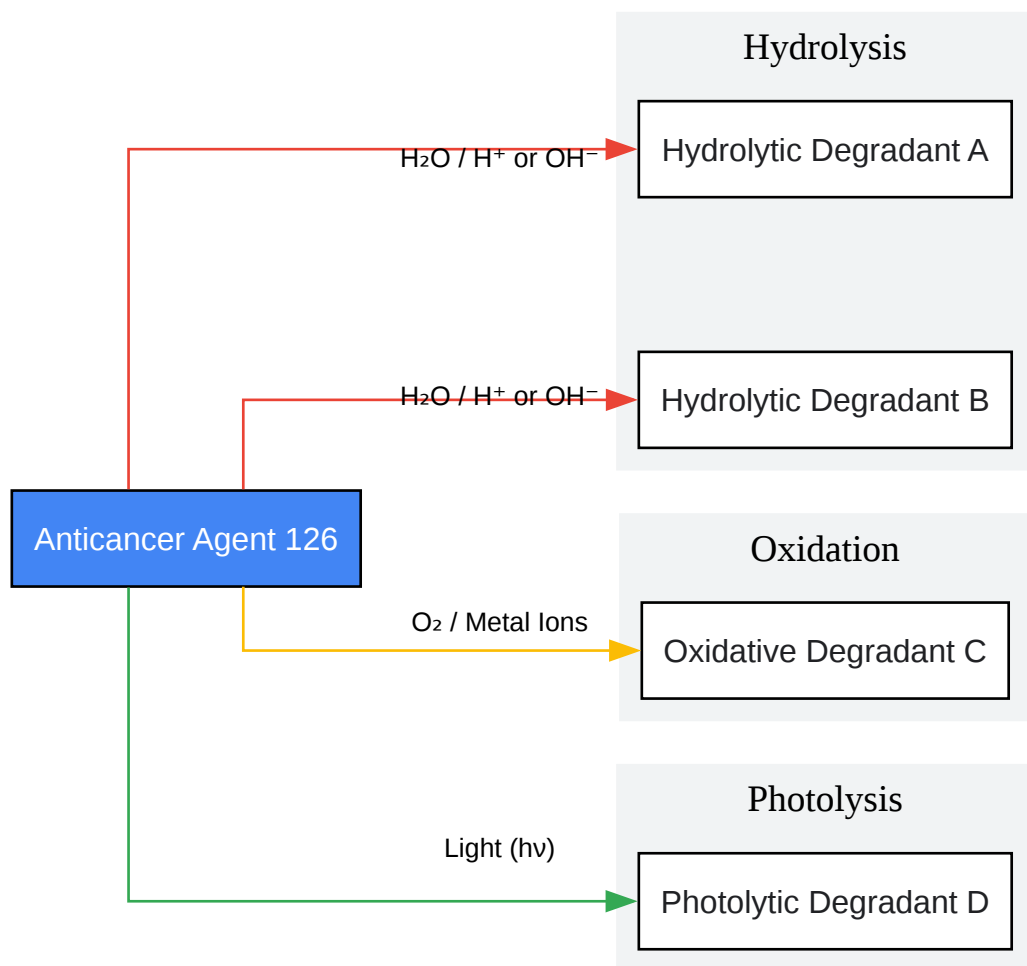 Hydrolysis
H₂O / H⁺ or OH⁻
Hydrolytic Degradant A
H₂O / H⁺ or OH⁻
Hydrolytic Degradant B
Anticancer Agent 126
Oxidation
O₂ / Metal Ions
Oxidative Degradant C
Photolysis
Light (hν)
Photolytic Degradant D